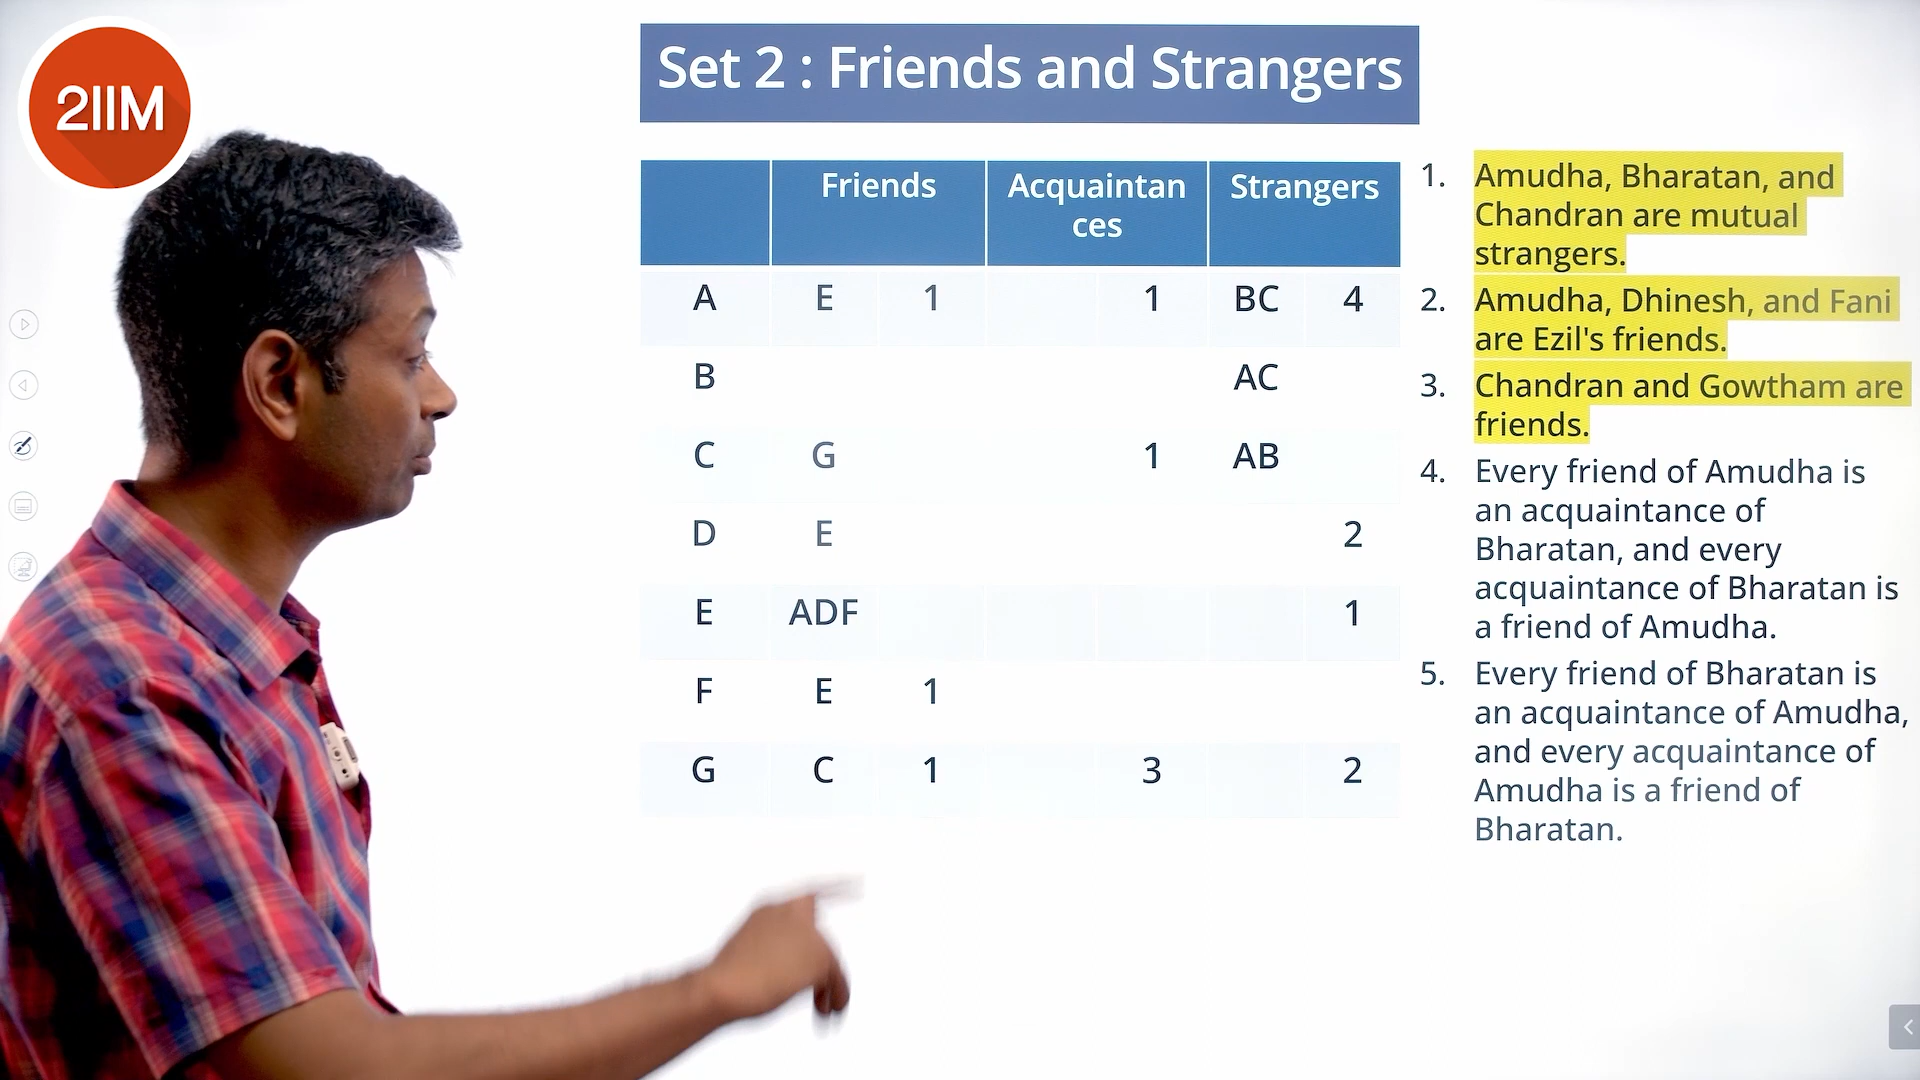 2IIM
Set 2 : Friends and Strangers
Friends Acquaintan Strangers
ces
A E 1 1 BC 4
B AC
C G 1 AB
D E 2
E ADF 1
F E 1
G C 1 3 2
1. Amudha, Bharatan, and
Chandran are mutual
strangers.
2. Amudha, Dhinesh, and Fani
are Ezil's friends.
3. Chandran and Gowtham are
friends.
4. Every friend of Amudha is
an acquaintance of
Bharatan, and every
acquaintance of Bharatan is
a friend of Amudha.
5. Every friend of Bharatan is
an acquaintance of Amudha,
and every acquaintance of
Amudha is a friend of
Bharatan.